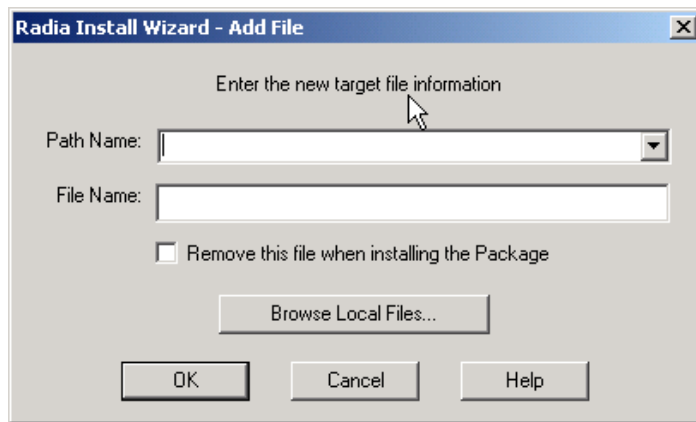 Radia Install Wizard - Add File
Enter the new target file information
Path Name:
File Name:
Remove this file when installing the Package
Browse Local Files...
OK Cancel Help